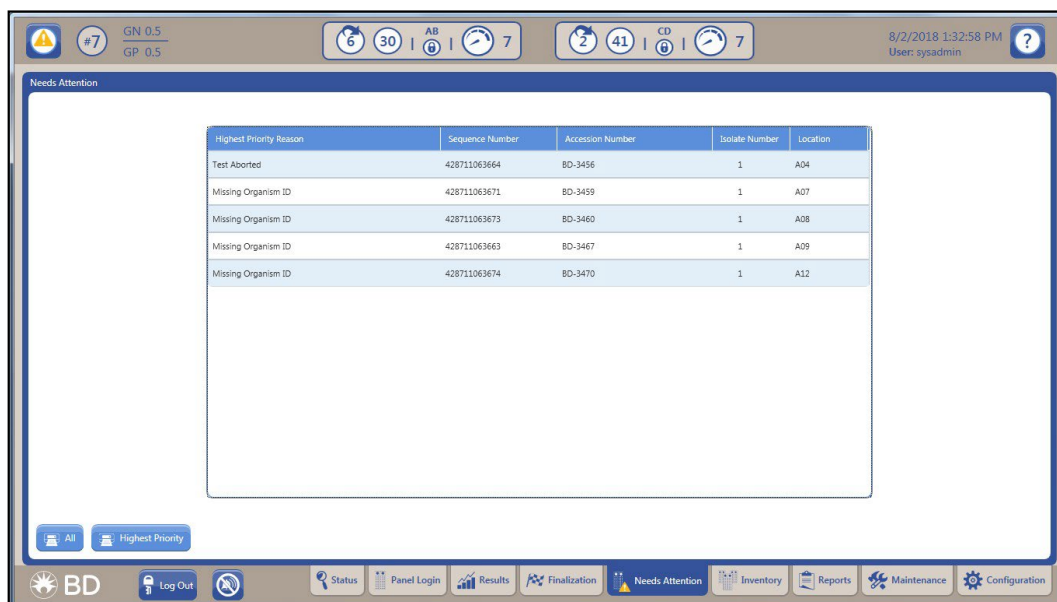 #7
GN 0.5
GP 0.5
6 30 | AB | 7
2 41 | CD | 7
8/2/2018 1:32:58 PM
User: sysadmin
?
Needs Attention
Highest Priority Reason Sequence Number Accession Number Isolate Number Location
Test Aborted 428711063664 BD-3456 1 A04
Missing Organism ID 428711063671 BD-3459 1 A07
Missing Organism ID 428711063673 BD-3460 1 A08
Missing Organism ID 428711063663 BD-3467 1 A09
Missing Organism ID 428711063674 BD-3470 1 A12
All Highest Priority
BD Log Out Status Panel Login Results Finalization Needs Attention Inventory Reports Maintenance Configuration